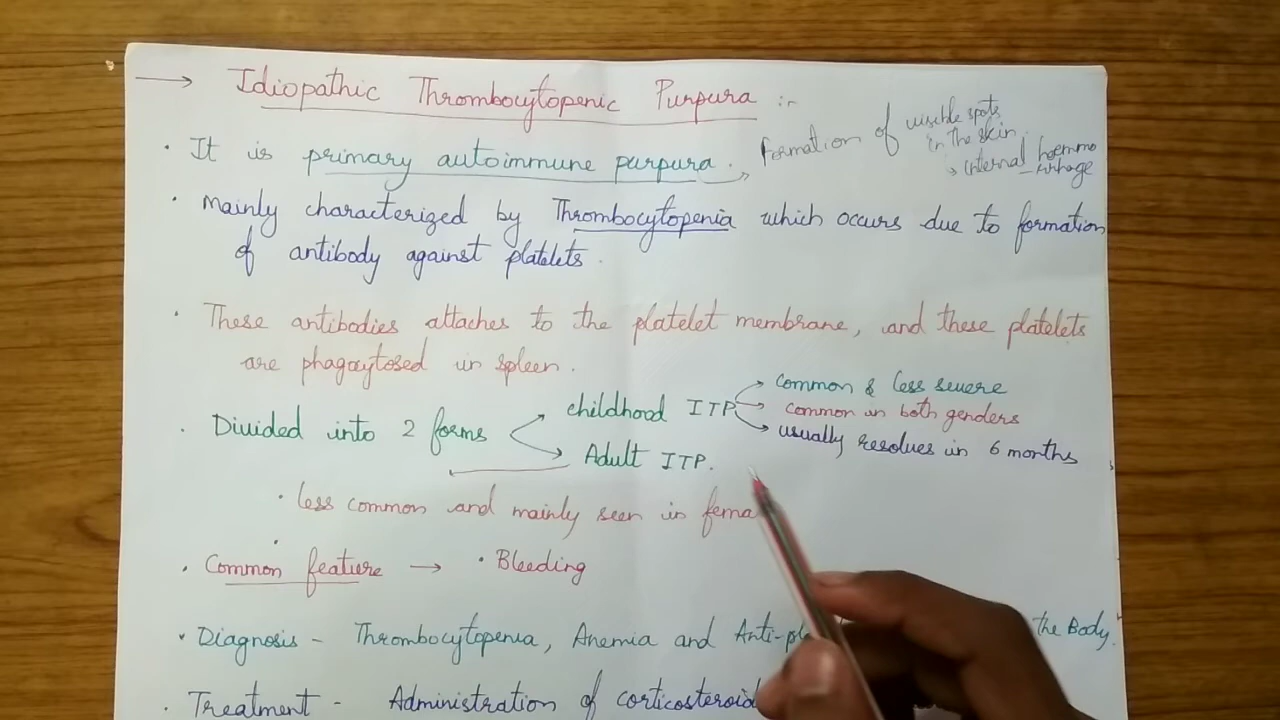 → Idiopathic Thrombocytopenic Purpura :-
• It is primary autoimmune purpura. Formation of visible spots
in the skin
→ internal haemmo
-rrhage
• Mainly characterized by Thrombocytopenia which occurs due to formation
of antibody against platelets.
• These antibodies attaches to the platelet membrane, and these platelets
are phagocytosed in spleen.
• Divided into 2 forms
childhood ITP
→ common & less severe
→ common in both genders
→ usually resolves in 6 months
Adult ITP.
• less common and mainly seen in fema
• Common feature → • Bleeding
• Diagnosis - Thrombocytopenia, Anemia and Anti-pl the Body.
• Treatment - Administration of corticosteroid